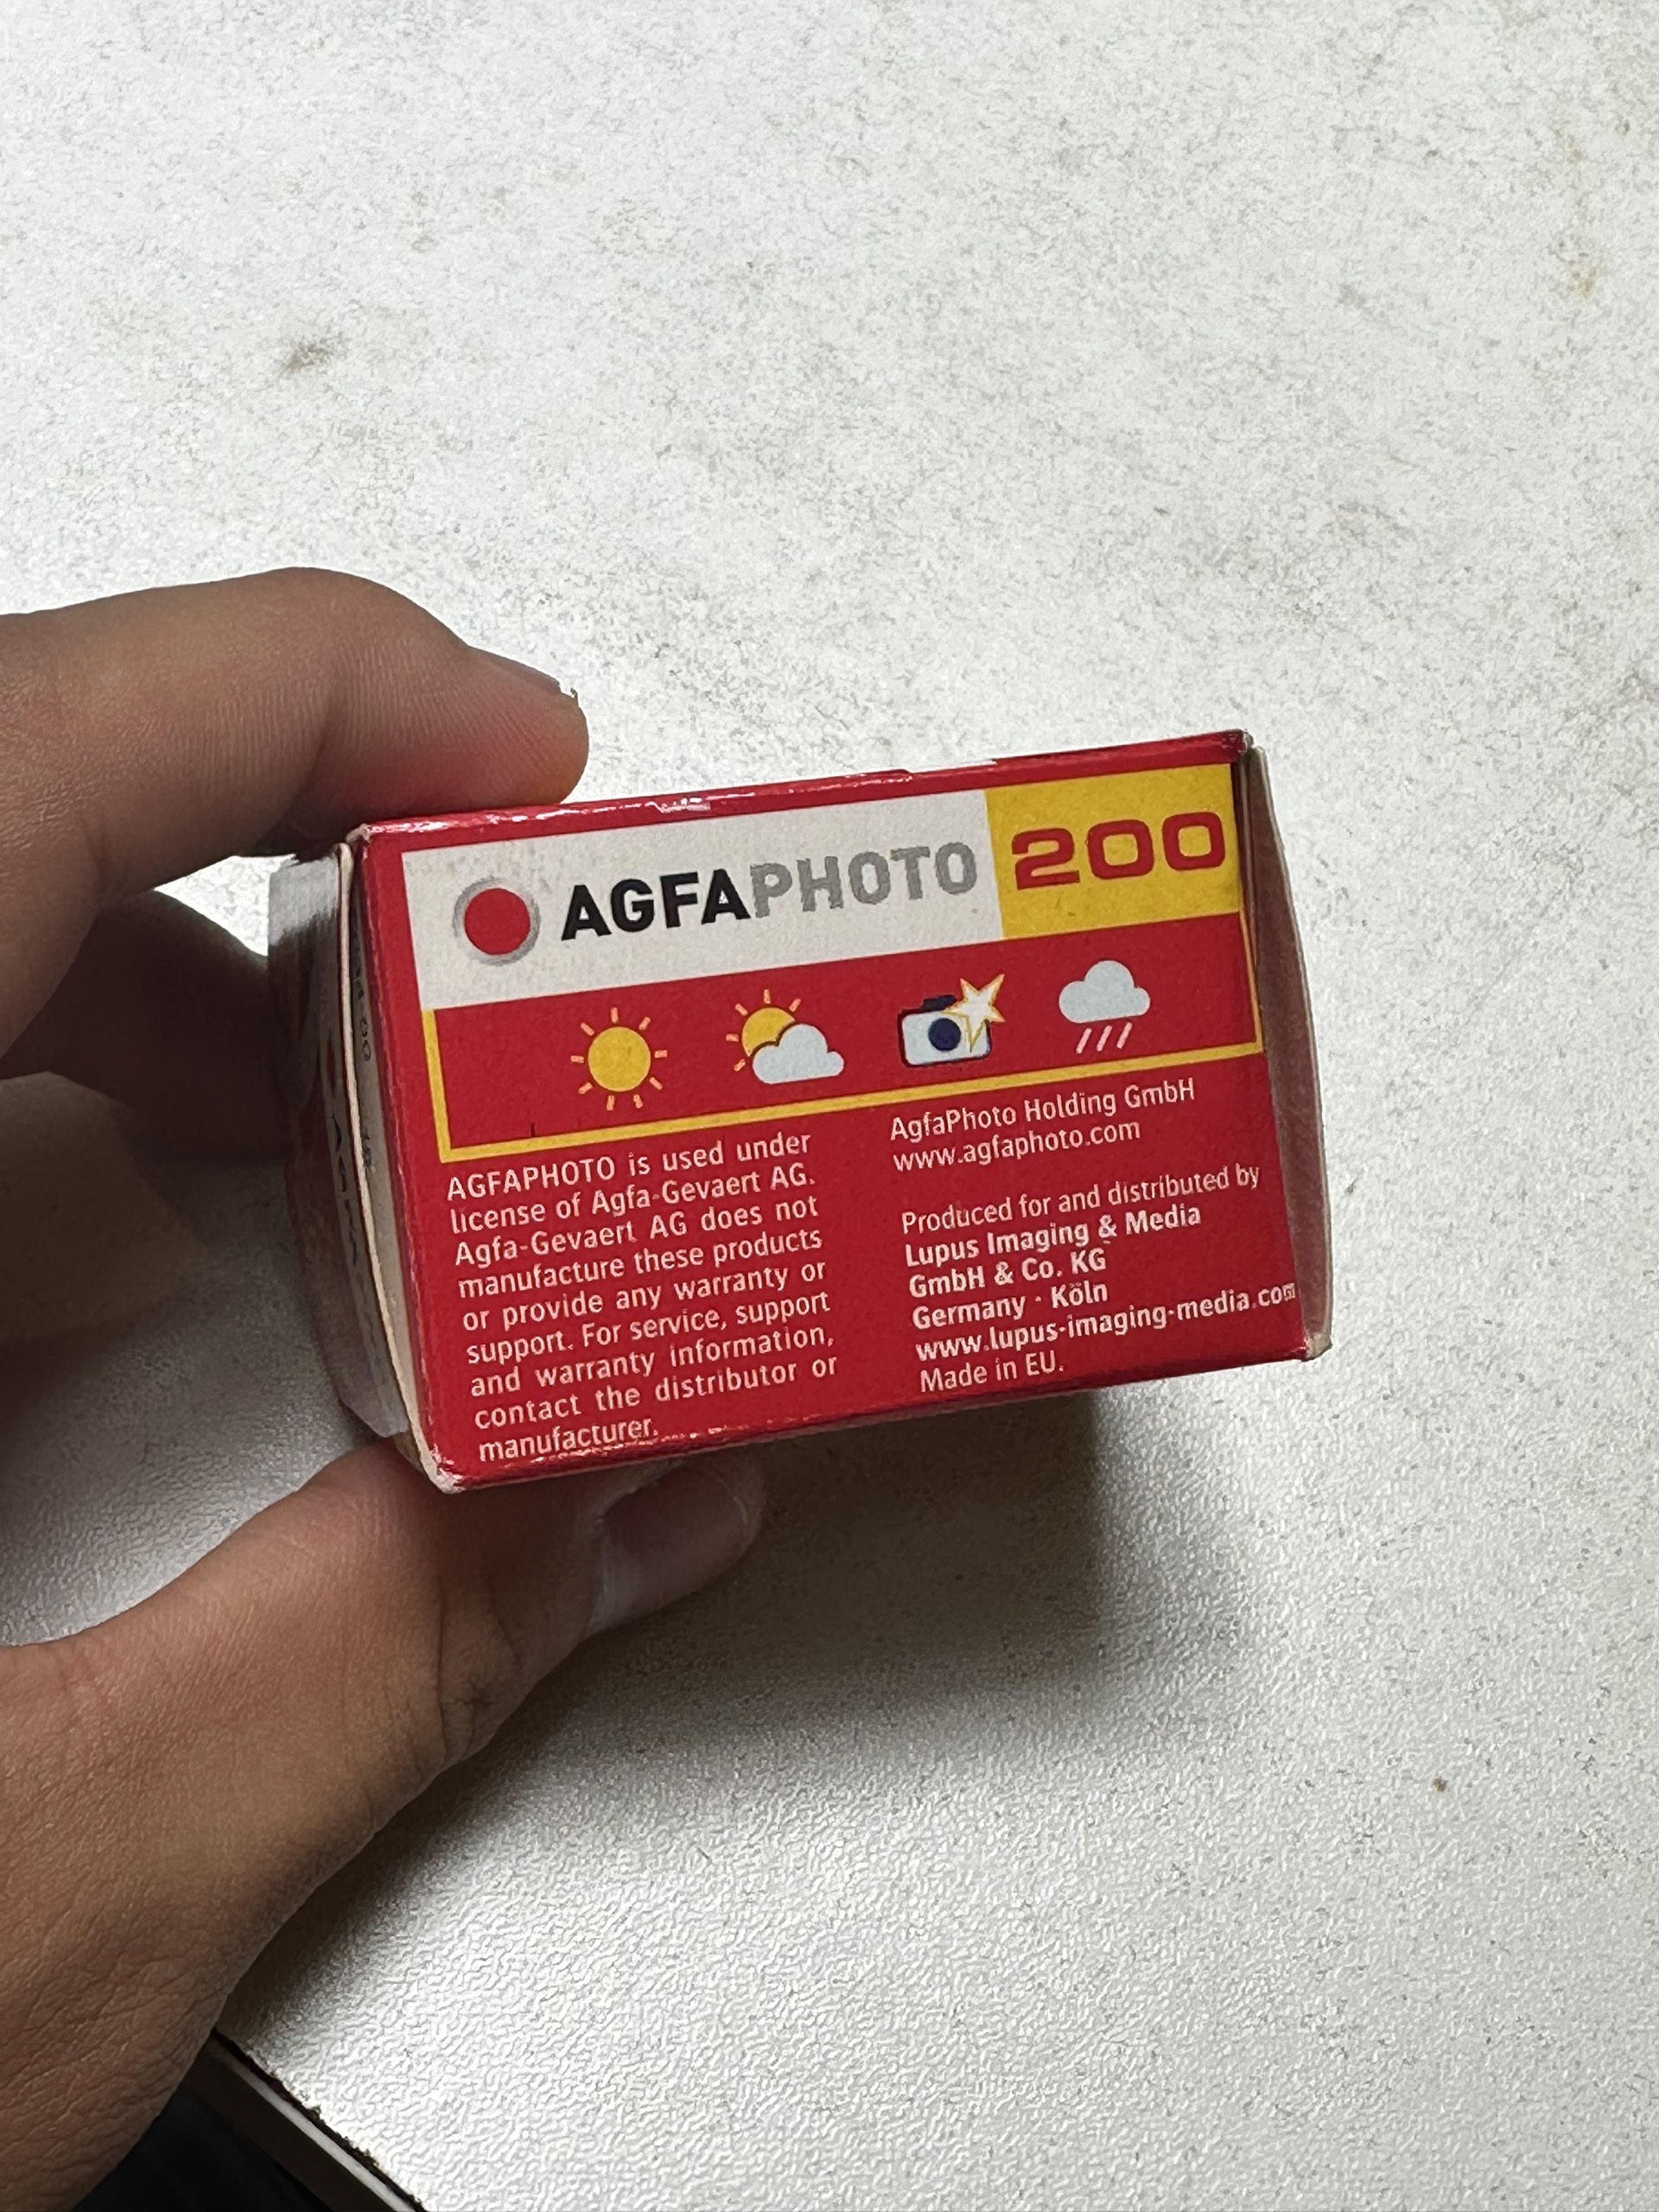 AGFAPHOTO 200
AGFAPHOTO is used under
license of Agfa-Gevaert AG.
Agfa-Gevaert AG does not
manufacture these products
or provide any warranty or
support. For service, support
and warranty information,
contact the distributor or
manufacturer.
AgfaPhoto Holding GmbH
www.agfaphoto.com
Produced for and distributed by
Lupus Imaging & Media
GmbH & Co. KG
Germany · Köln
www.lupus-imaging-media.com
Made in EU.